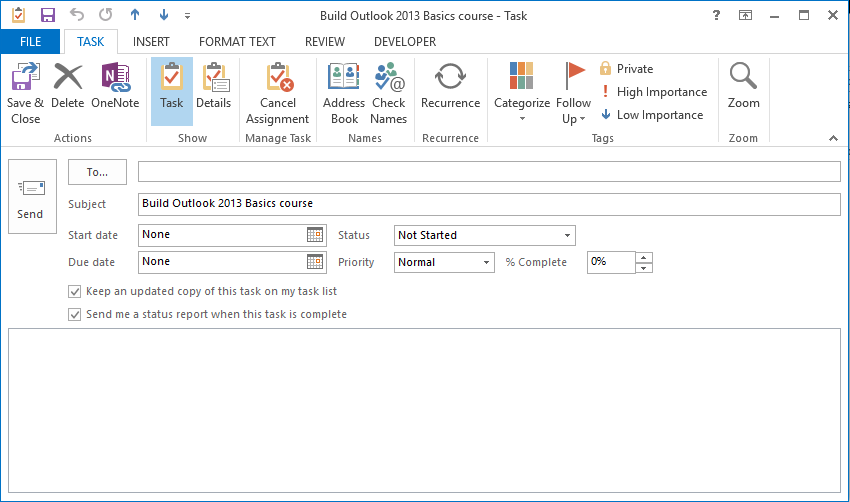 Build Outlook 2013 Basics course - Task
?
FILE TASK INSERT FORMAT TEXT REVIEW DEVELOPER
Save & Close Delete OneNote Task Details Cancel Assignment Address Book Check Names Recurrence Categorize Follow Up Private Zoom
High Importance
Low Importance
Actions Show Manage Task Names Recurrence Tags Zoom
To...
Send
Subject Build Outlook 2013 Basics course
Start date None Status Not Started
Due date None Priority Normal % Complete 0%
Keep an updated copy of this task on my task list
Send me a status report when this task is complete